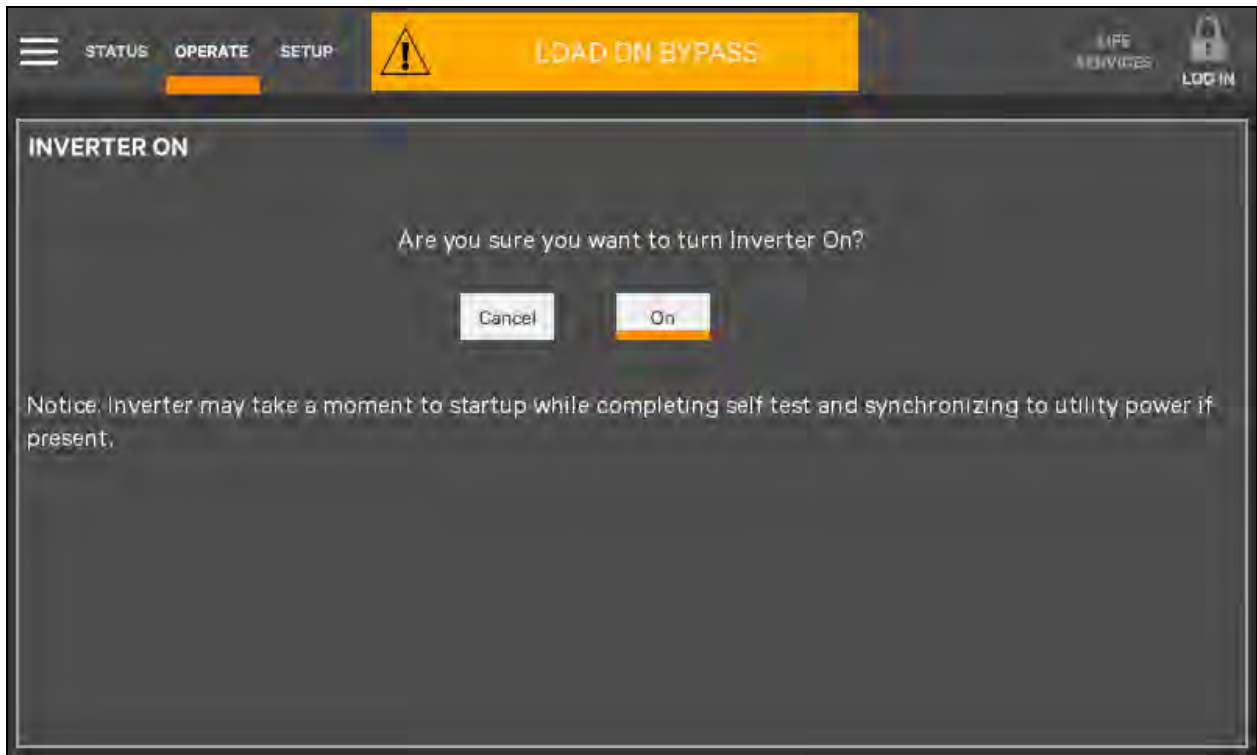 STATUS OPERATE SETUP
LOAD ON BYPASS
LIFE
SERVICES
LOG IN
INVERTER ON
Are you sure you want to turn Inverter On?
Cancel On
Notice: Inverter may take a moment to startup while completing self test and synchronizing to utility power if
present.